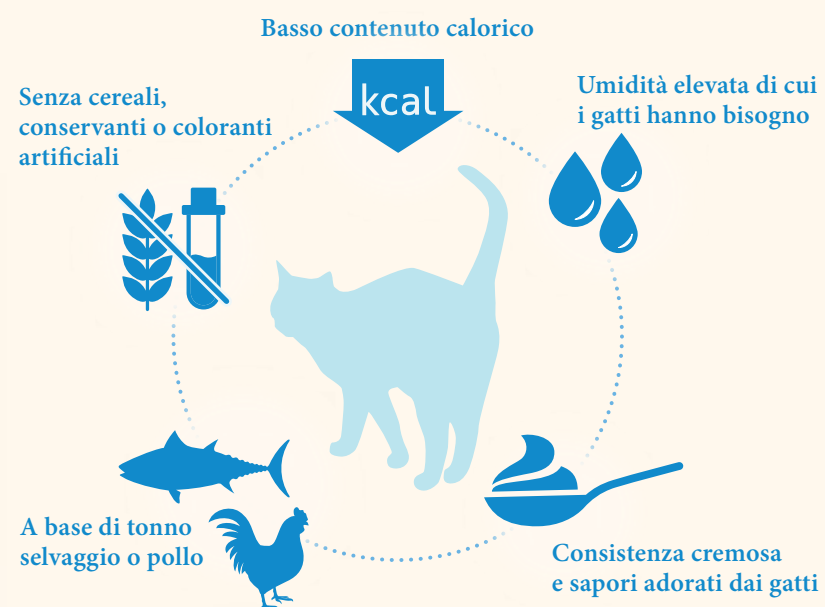 Basso contenuto calorico
kcal
Senza cereali,
conservanti o coloranti
artificiali
Umidità elevata di cui
i gatti hanno bisogno
A base di tonno
selvaggio o pollo
Consistenza cremosa
e sapori adorati dai gatti